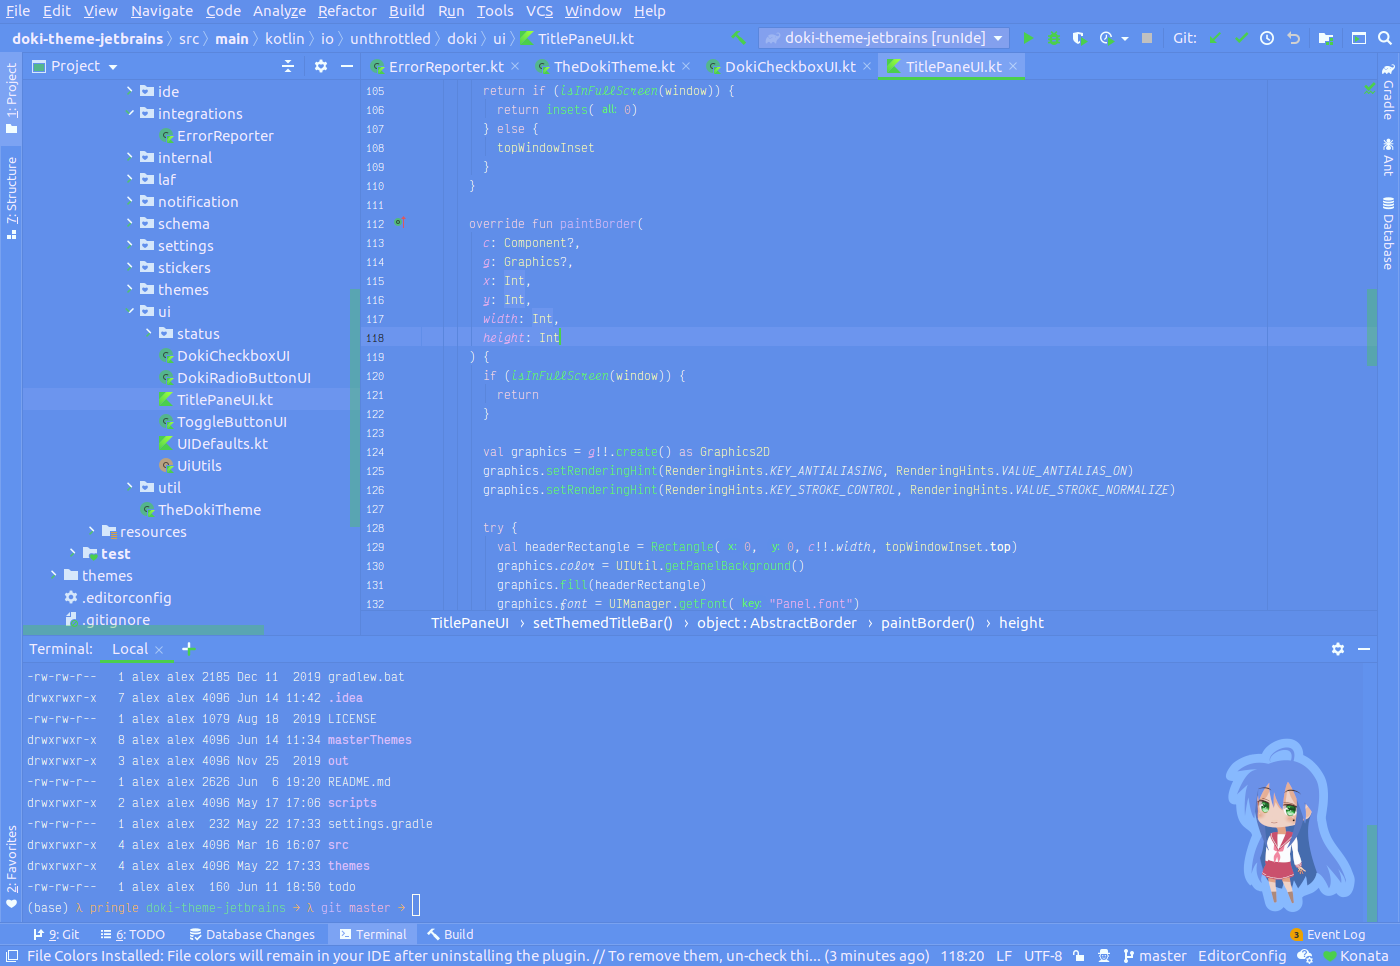 File Edit View Navigate Code Analyze Refactor Build Run Tools VCS Window Help
doki-theme-jetbrains src main kotlin io unthrottled doki ui TitlePaneUI.kt doki-theme-jetbrains [runIde] Git:
1: Project
7: Structure
2: Favorites
Project
ide
integrations
ErrorReporter
internal
laf
notification
schema
settings
stickers
themes
ui
status
DokiCheckboxUI
DokiRadioButtonUI
TitlePaneUI.kt
ToggleButtonUI
UIDefaults.kt
UiUtils
util
TheDokiTheme
resources
test
themes
.editorconfig
.gitignore
ErrorReporter.kt TheDokiTheme.kt DokiCheckboxUI.kt TitlePaneUI.kt
105 return if (isInFullScreen(window)) {
106 return insets( all: 0)
107 } else {
108 topWindowInset
109 }
110 }
111
112 override fun paintBorder(
113 c: Component?,
114 g: Graphics?,
115 x: Int,
116 y: Int,
117 width: Int,
118 height: Int
119 ) {
120 if (isInFullScreen(window)) {
121 return
122 }
123
124 val graphics = g!!.create() as Graphics2D
125 graphics.setRenderingHint(RenderingHints.KEY_ANTIALIASING, RenderingHints.VALUE_ANTIALIAS_ON)
126 graphics.setRenderingHint(RenderingHints.KEY_STROKE_CONTROL, RenderingHints.VALUE_STROKE_NORMALIZE)
127
128 try {
129 val headerRectangle = Rectangle( x: 0, y: 0, c!!.width, topWindowInset.top)
130 graphics.color = UIUtil.getPanelBackground()
131 graphics.fill(headerRectangle)
132 graphics.font = UIManager.getFont( key: "Panel.font")
TitlePaneUI › setThemedTitleBar() › object : AbstractBorder › paintBorder() › height
Gradle
Ant
Database
Terminal: Local
-rw-rw-r-- 1 alex alex 2185 Dec 11 2019 gradlew.bat
drwxrwxr-x 7 alex alex 4096 Jun 14 11:42 .idea
-rw-rw-r-- 1 alex alex 1079 Aug 18 2019 LICENSE
drwxrwxr-x 8 alex alex 4096 Jun 14 11:34 masterThemes
drwxrwxr-x 3 alex alex 4096 Nov 25 2019 out
-rw-rw-r-- 1 alex alex 2626 Jun 6 19:20 README.md
drwxrwxr-x 2 alex alex 4096 May 17 17:06 scripts
-rw-rw-r-- 1 alex alex 232 May 22 17:33 settings.gradle
drwxrwxr-x 4 alex alex 4096 Mar 16 16:07 src
drwxrwxr-x 4 alex alex 4096 May 22 17:33 themes
-rw-rw-r-- 1 alex alex 160 Jun 11 18:50 todo
(base) λ pringle doki-theme-jetbrains → λ git master →
9: Git 6: TODO Database Changes Terminal Build 3 Event Log
File Colors Installed: File colors will remain in your IDE after uninstalling the plugin. // To remove them, un-check thi... (3 minutes ago) 118:20 LF UTF-8 master EditorConfig Konata